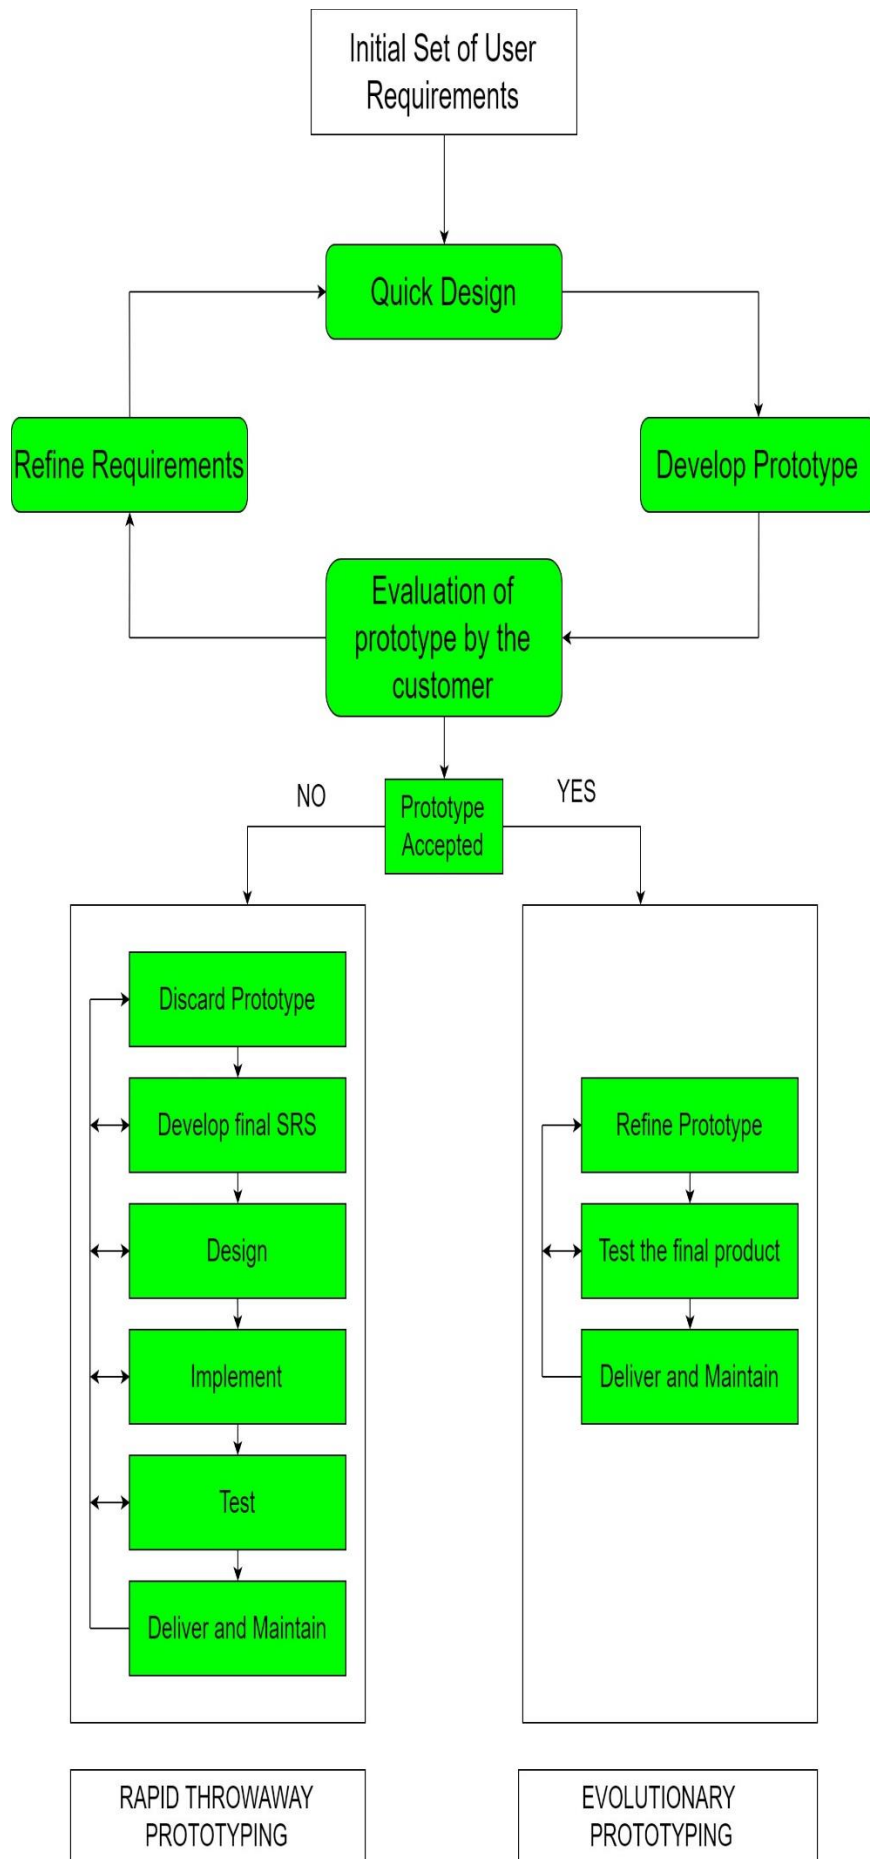 Initial Set of User
Requirements
Quick Design
Refine Requirements
Develop Prototype
Evaluation of
prototype by the
customer
NO
YES
Prototype
Accepted
Discard Prototype
Develop final SRS
Design
Implement
Test
Deliver and Maintain
Refine Prototype
Test the final product
Deliver and Maintain
RAPID THROWAWAY
PROTOTYPING
EVOLUTIONARY
PROTOTYPING